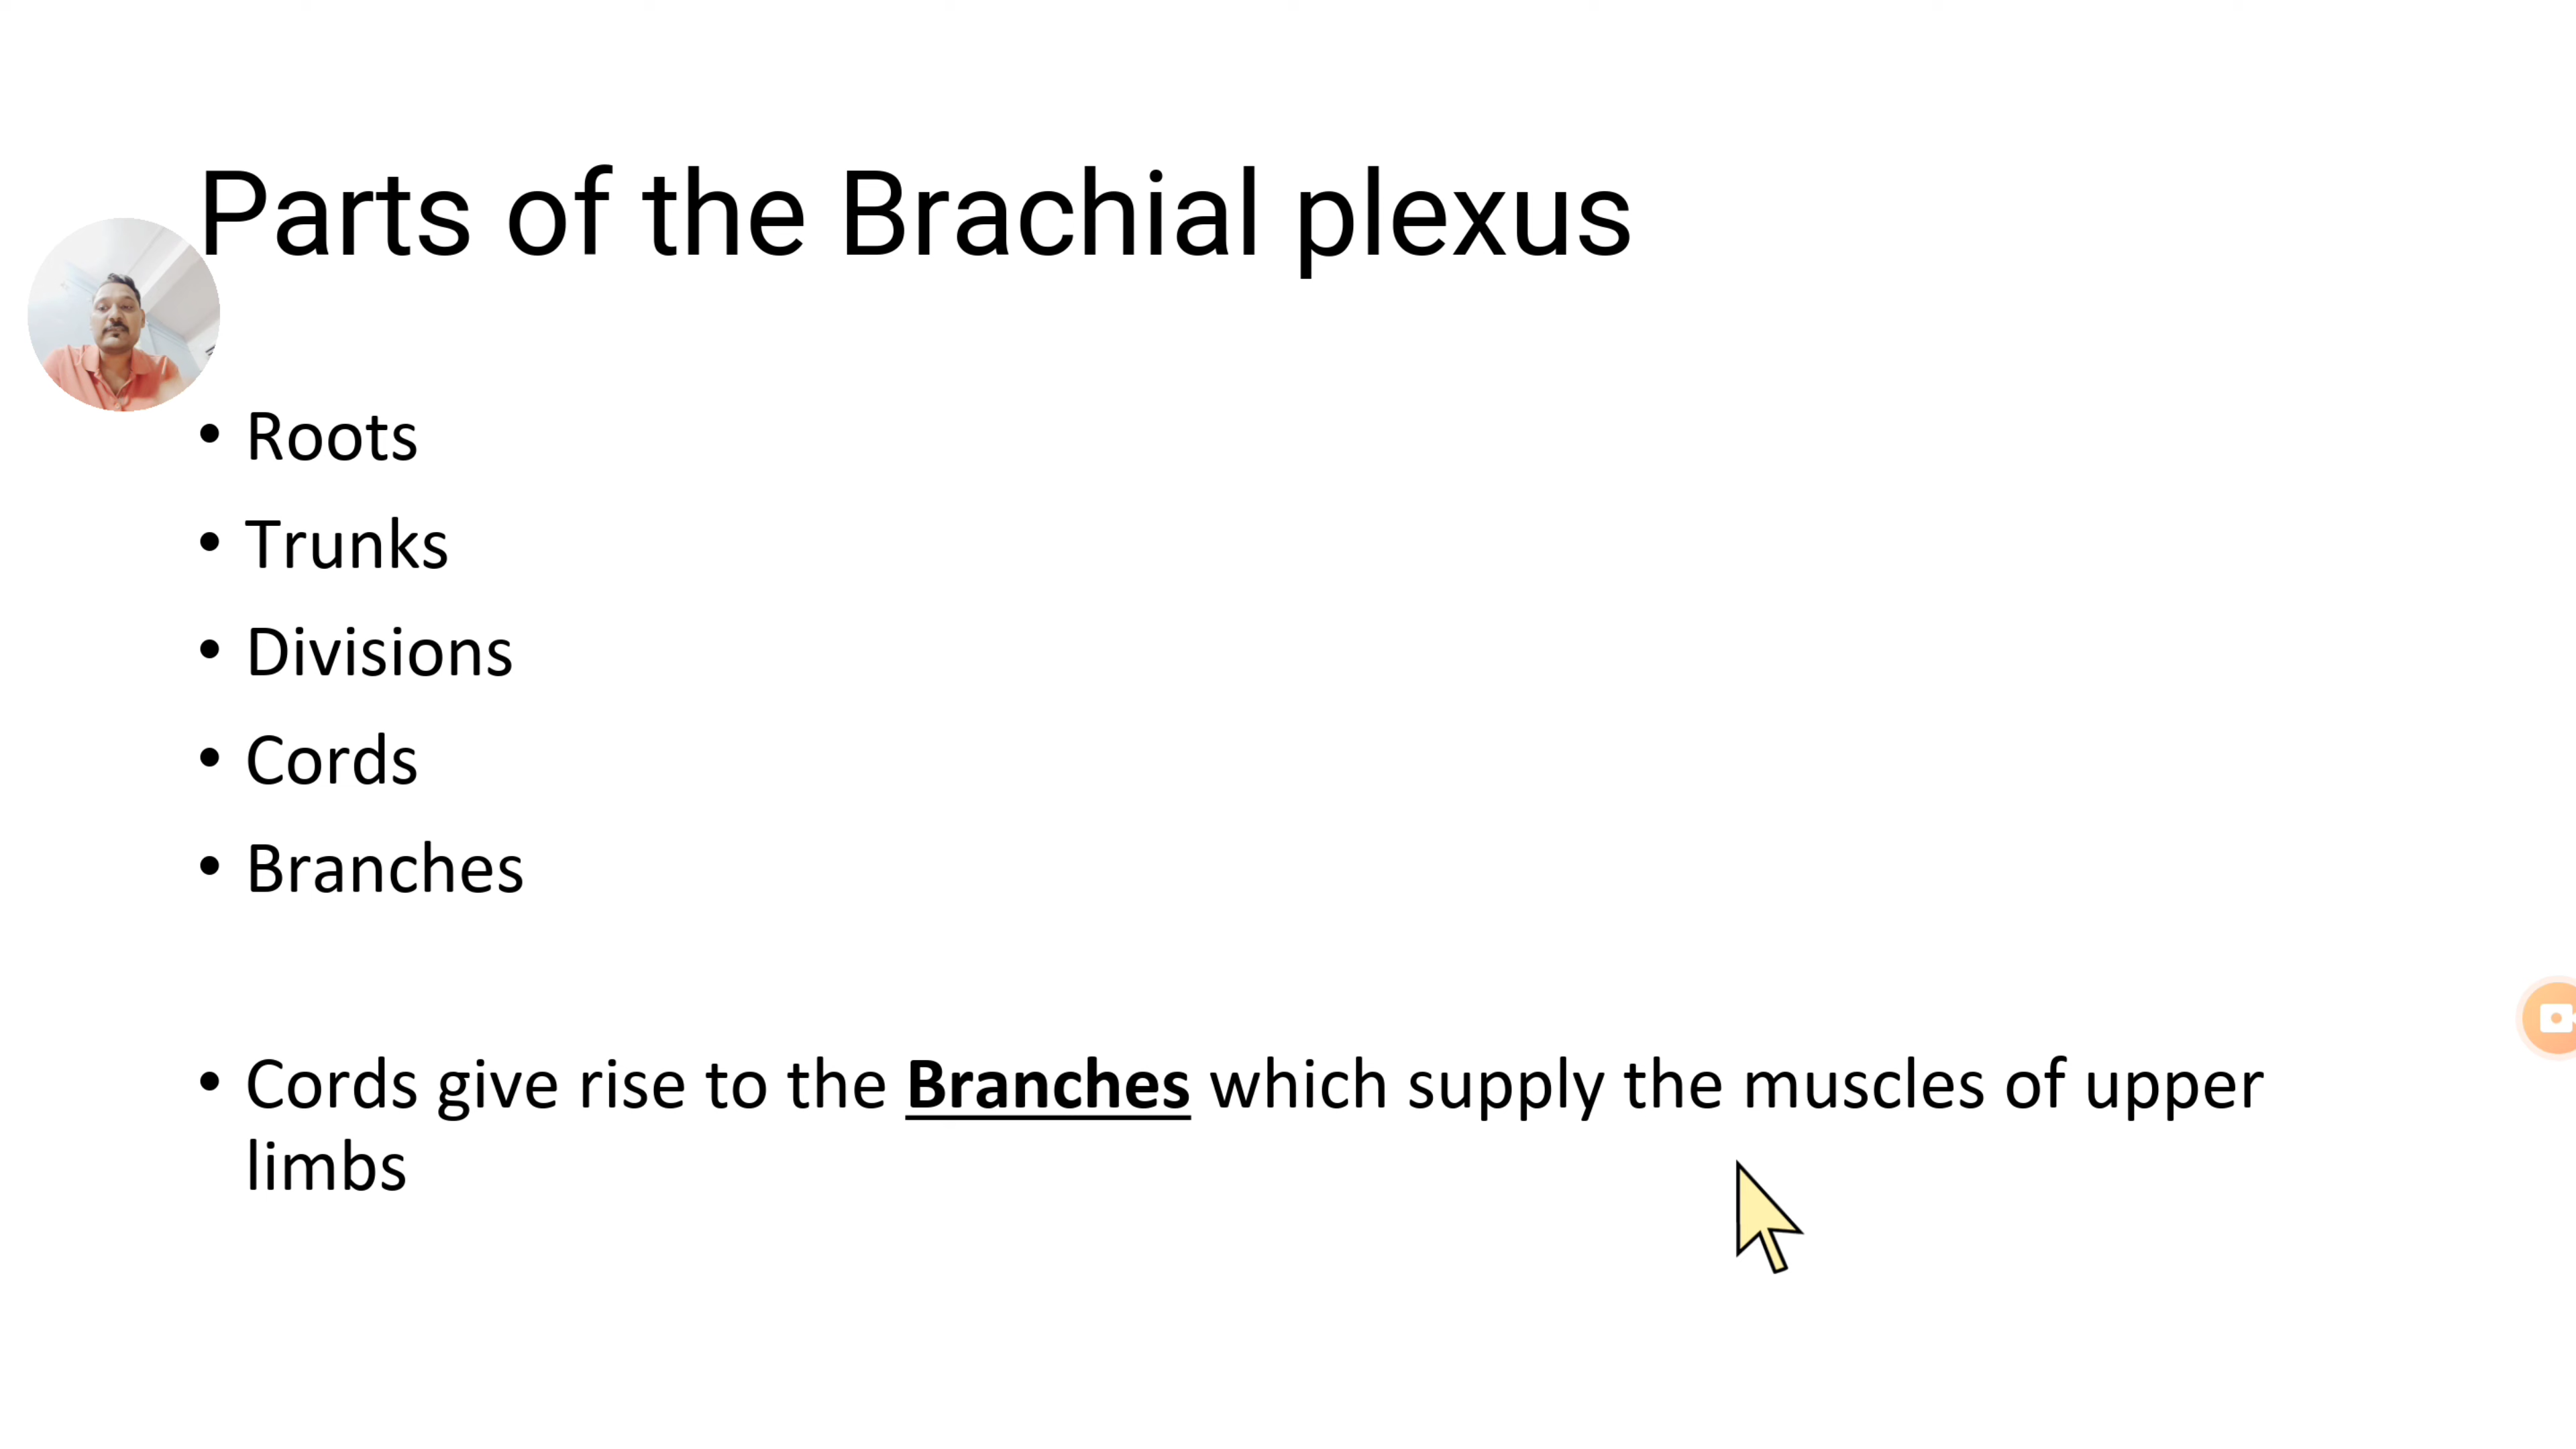 Parts of the Brachial plexus
• Roots
• Trunks
• Divisions
• Cords
• Branches
• Cords give rise to the Branches which supply the muscles of upper
limbs